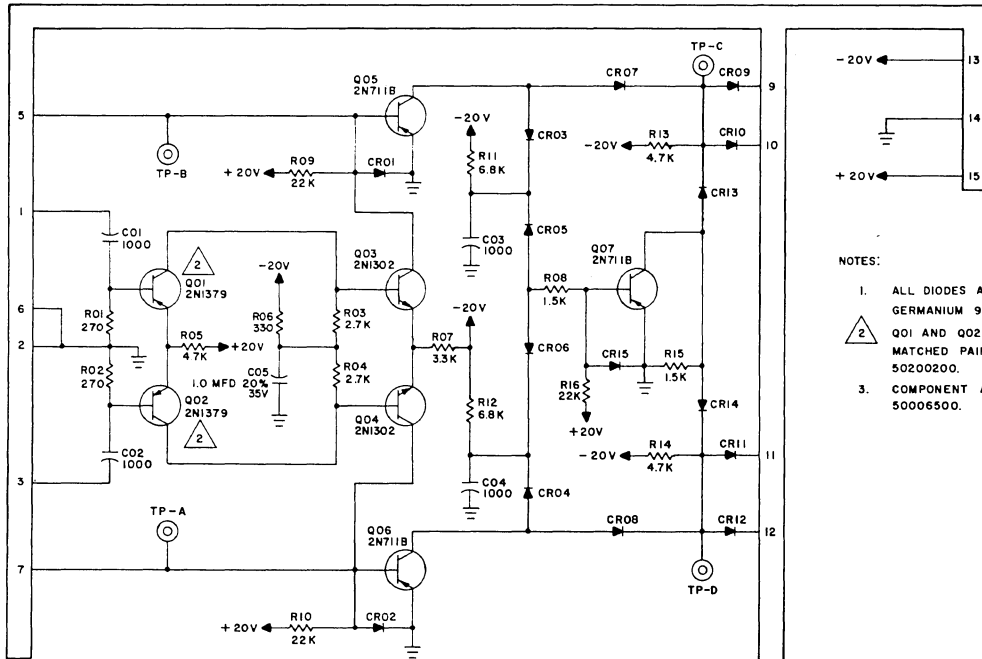 TP-C
Q05
2N711B
CR07
CR09
9
-20V
13
5
TP-B
-20V
CR03
R13
4.7K
-20V
CR10
10
14
R09
22K
+20V
CR01
R11
6.8K
CR13
+20V
15
1
C01
1000
Q03
2N1302
C03
1000
CR05
Q07
2N711B
2
Q01
2N1379
-20V
R08
1.5K
NOTES:
1. ALL DIODES A
GERMANIUM 9
2 Q01 AND Q02
MATCHED PAI
50200200.
3. COMPONENT A
50006500.
6
R01
270
R05
4.7K
+20V
R06
330
R03
2.7K
R07
3.3K
-20V
CR06
2
R02
270
1.0 MFD 20%
35V
C05
R04
2.7K
R12
6.8K
CR15
R15
1.5K
R16
22K
+20V
Q02
2N1379
2
Q04
2N1302
CR14
C02
1000
R14
4.7K
-20V
CR11
11
3
C04
1000
CR04
TP-A
Q06
2N711B
CR08
CR12
12
7
TP-D
+20V
R10
22K
CR02